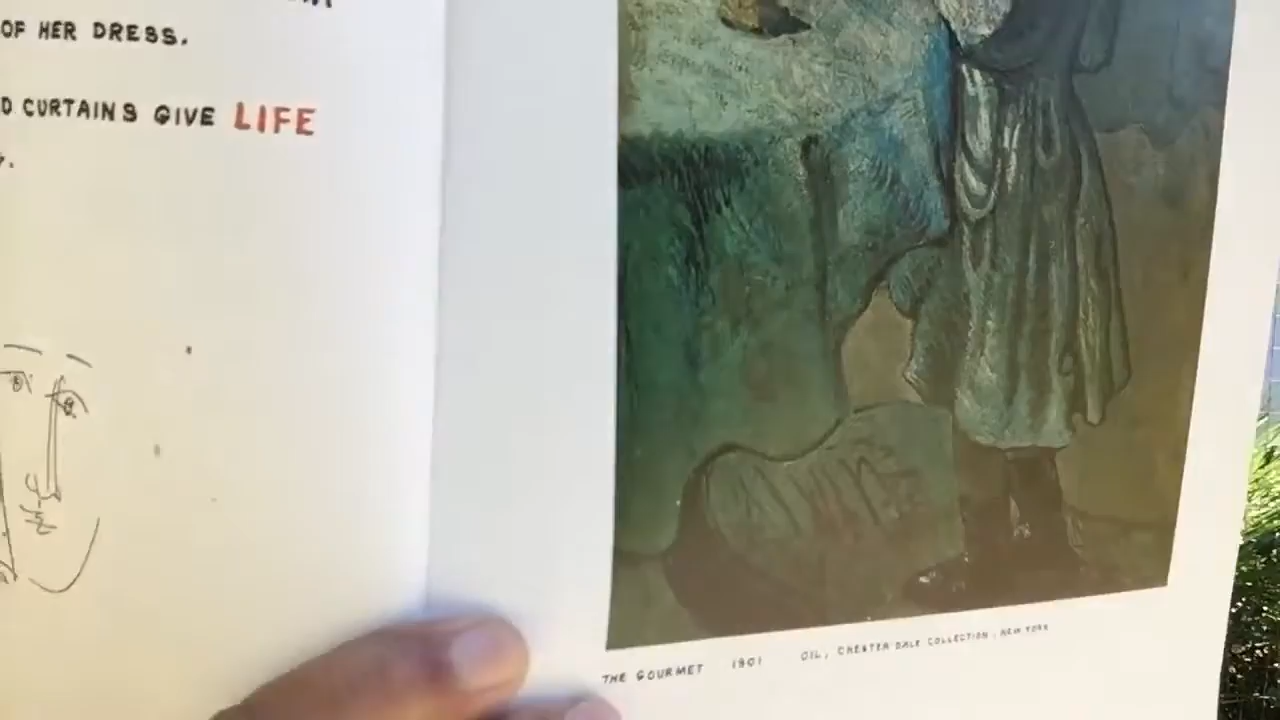 OF HER DRESS.
CURTAINS GIVE LIFE
THE GOURMET 1901 OIL, CHESTER DALE COLLECTION, NEW YORK